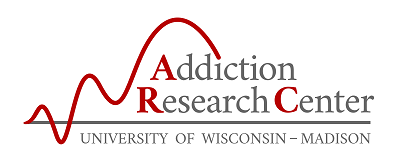 Addiction
Research Center
UNIVERSITY OF WISCONSIN – MADISON